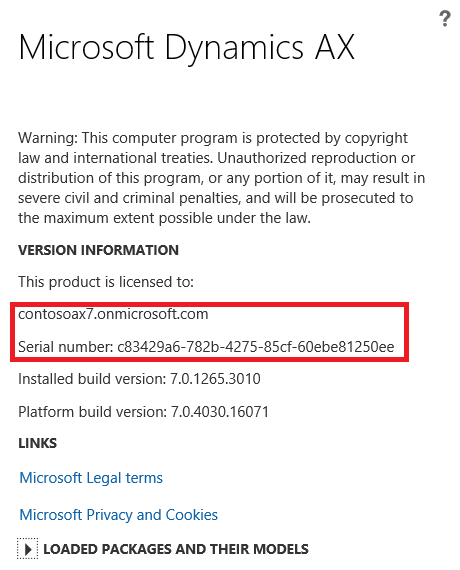 ?
Microsoft Dynamics AX
Warning: This computer program is protected by copyright
law and international treaties. Unauthorized reproduction or
distribution of this program, or any portion of it, may result in
severe civil and criminal penalties, and will be prosecuted to
the maximum extent possible under the law.
VERSION INFORMATION
This product is licensed to:
contosoax7.onmicrosoft.com
Serial number: c83429a6-782b-4275-85cf-60ebe81250ee
Installed build version: 7.0.1265.3010
Platform build version: 7.0.4030.16071
LINKS
Microsoft Legal terms
Microsoft Privacy and Cookies
LOADED PACKAGES AND THEIR MODELS